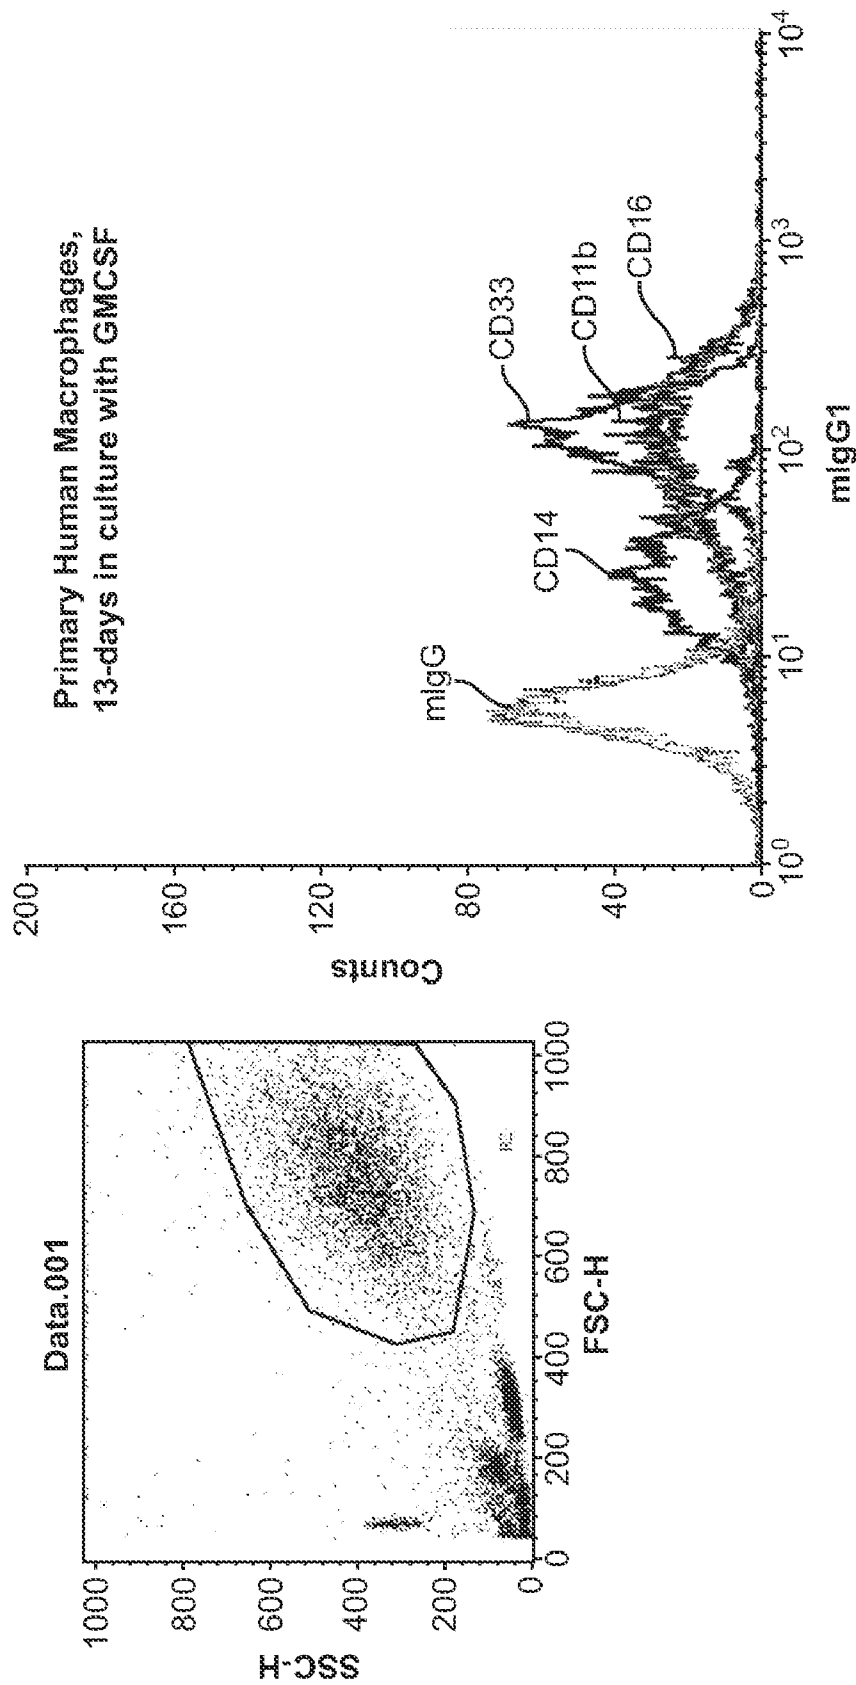 Data.001
SSC-H
1000
800
600
400
200
0
0
200
400
600
800
1000
FSC-H
Primary Human Macrophages,
13-days in culture with GMCSF
Counts
200
160
120
80
40
0
mIgG
CD14
CD33
CD11b
CD16
10⁰
10¹
10²
10³
10⁴
mIgG1